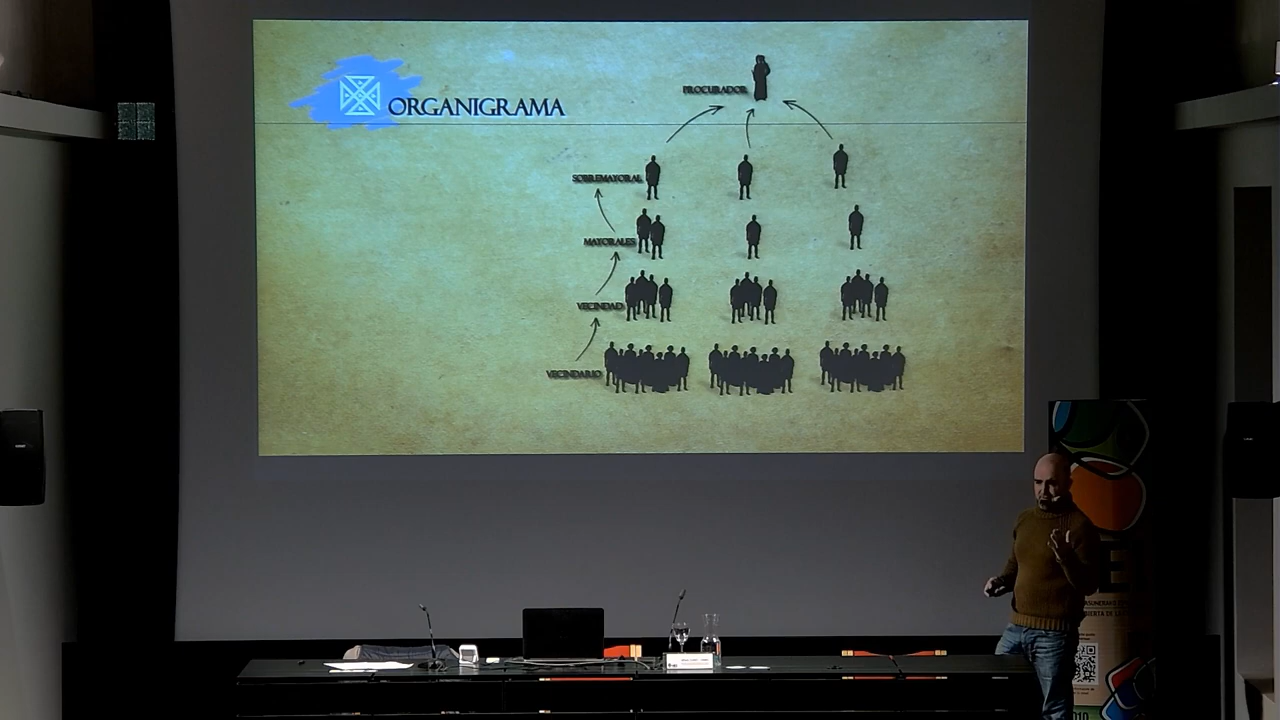 ORGANIGRAMA
PROCURADOR
SOBREMAYORAL
MAYORALES
VECINDAD
VECINDARIO